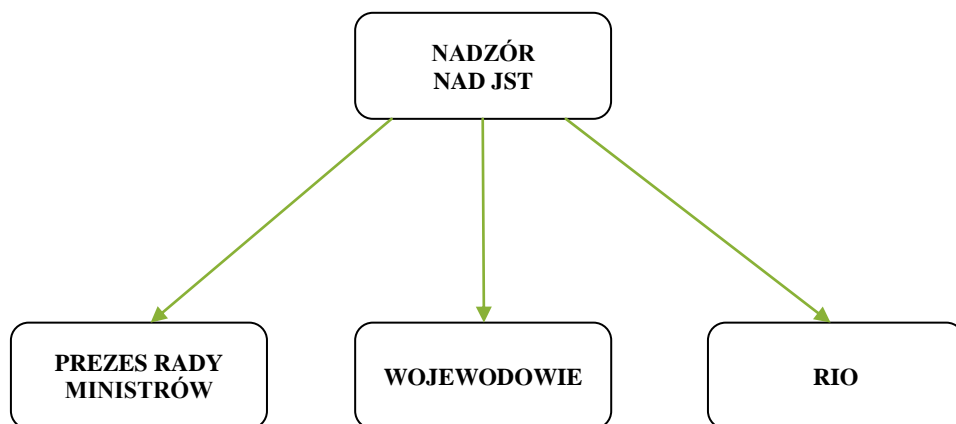 NADZÓR
NAD JST
PREZES RADY
MINISTRÓW
WOJEWODOWIE
RIO